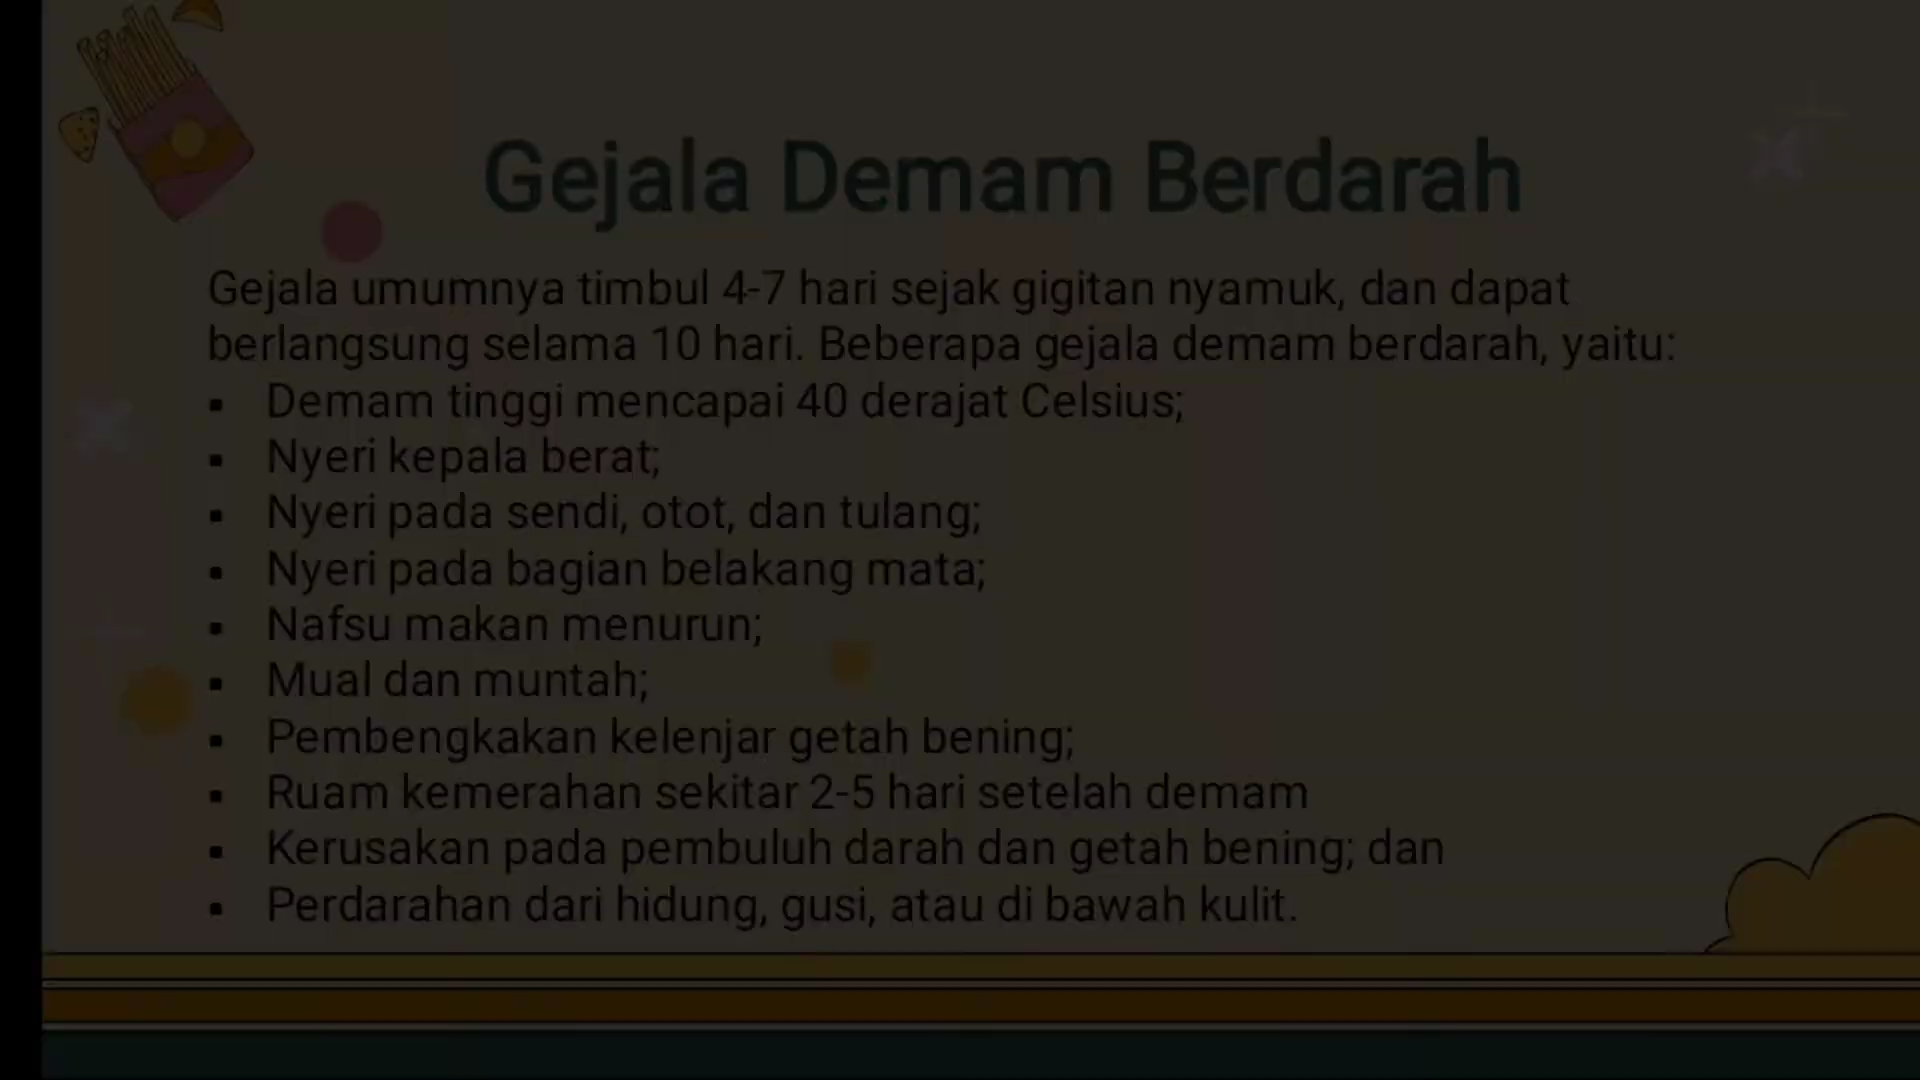 Gejala Demam Berdarah
Gejala umumnya timbul 4-7 hari sejak gigitan nyamuk, dan dapat
berlangsung selama 10 hari. Beberapa gejala demam berdarah, yaitu:
▪ Demam tinggi mencapai 40 derajat Celsius;
▪ Nyeri kepala berat;
▪ Nyeri pada sendi, otot, dan tulang;
▪ Nyeri pada bagian belakang mata;
▪ Nafsu makan menurun;
▪ Mual dan muntah;
▪ Pembengkakan kelenjar getah bening;
▪ Ruam kemerahan sekitar 2-5 hari setelah demam
▪ Kerusakan pada pembuluh darah dan getah bening; dan
▪ Perdarahan dari hidung, gusi, atau di bawah kulit.